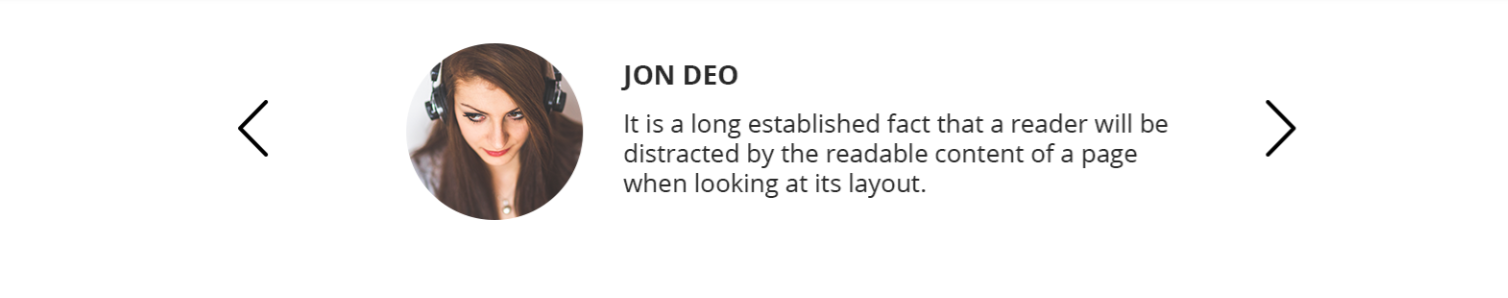 JON DEO
It is a long established fact that a reader will be
distracted by the readable content of a page
when looking at its layout.